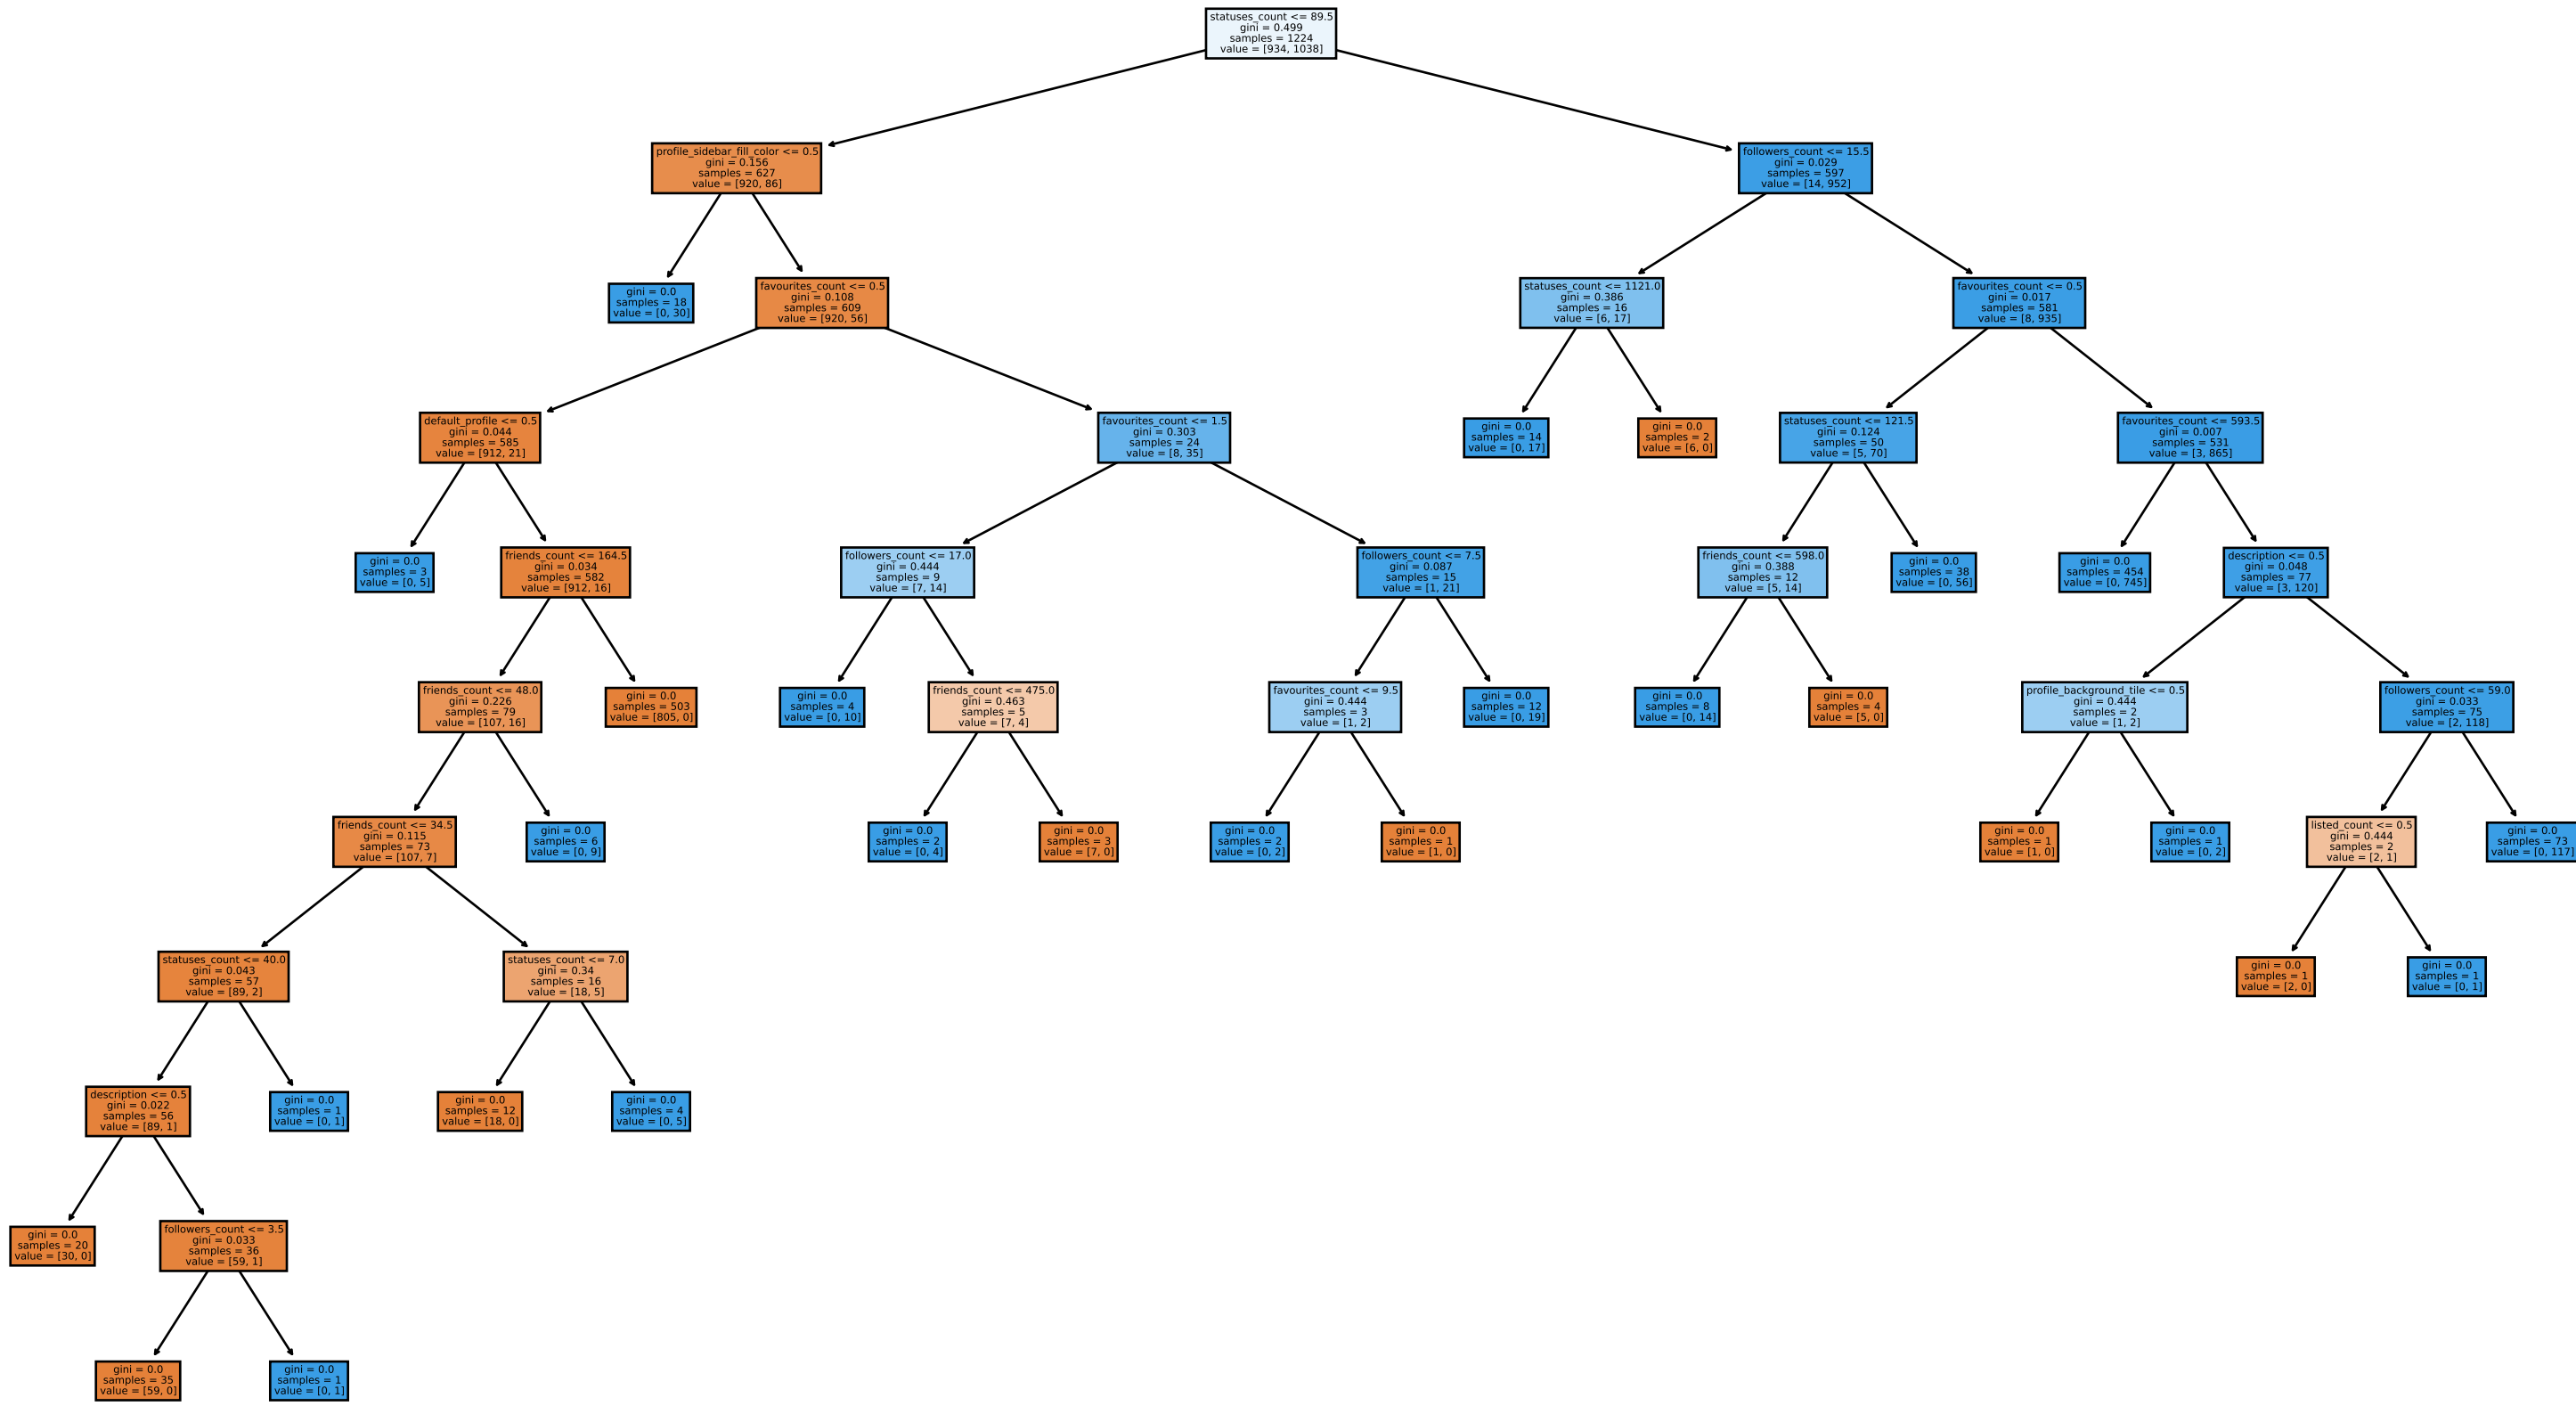 statuses_count <= 89.5
gini = 0.499
samples = 1224
value = [934, 1038]
profile_sidebar_fill_color <= 0.5
gini = 0.156
samples = 627
value = [920, 86]
followers_count <= 15.5
gini = 0.029
samples = 597
value = [14, 952]
gini = 0.0
samples = 18
value = [0, 30]
favourites_count <= 0.5
gini = 0.108
samples = 609
value = [920, 56]
statuses_count <= 1121.0
gini = 0.386
samples = 16
value = [6, 17]
favourites_count <= 0.5
gini = 0.017
samples = 581
value = [8, 935]
default_profile <= 0.5
gini = 0.044
samples = 585
value = [912, 21]
favourites_count <= 1.5
gini = 0.303
samples = 24
value = [8, 35]
gini = 0.0
samples = 14
value = [0, 17]
gini = 0.0
samples = 2
value = [6, 0]
statuses_count <= 121.5
gini = 0.124
samples = 50
value = [5, 70]
favourites_count <= 593.5
gini = 0.007
samples = 531
value = [3, 865]
gini = 0.0
samples = 3
value = [0, 5]
friends_count <= 164.5
gini = 0.034
samples = 582
value = [912, 16]
followers_count <= 17.0
gini = 0.444
samples = 9
value = [7, 14]
followers_count <= 7.5
gini = 0.087
samples = 15
value = [1, 21]
friends_count <= 598.0
gini = 0.388
samples = 12
value = [5, 14]
gini = 0.0
samples = 38
value = [0, 56]
gini = 0.0
samples = 454
value = [0, 745]
description <= 0.5
gini = 0.048
samples = 77
value = [3, 120]
friends_count <= 48.0
gini = 0.226
samples = 79
value = [107, 16]
gini = 0.0
samples = 503
value = [805, 0]
gini = 0.0
samples = 4
value = [0, 10]
friends_count <= 475.0
gini = 0.463
samples = 5
value = [7, 4]
favourites_count <= 9.5
gini = 0.444
samples = 3
value = [1, 2]
gini = 0.0
samples = 12
value = [0, 19]
gini = 0.0
samples = 8
value = [0, 14]
gini = 0.0
samples = 4
value = [5, 0]
profile_background_tile <= 0.5
gini = 0.444
samples = 2
value = [1, 2]
followers_count <= 59.0
gini = 0.033
samples = 75
value = [2, 118]
friends_count <= 34.5
gini = 0.115
samples = 73
value = [107, 7]
gini = 0.0
samples = 6
value = [0, 9]
gini = 0.0
samples = 2
value = [0, 4]
gini = 0.0
samples = 3
value = [7, 0]
gini = 0.0
samples = 2
value = [0, 2]
gini = 0.0
samples = 1
value = [1, 0]
gini = 0.0
samples = 1
value = [1, 0]
gini = 0.0
samples = 1
value = [0, 2]
listed_count <= 0.5
gini = 0.444
samples = 2
value = [2, 1]
gini = 0.0
samples = 73
value = [0, 117]
statuses_count <= 40.0
gini = 0.043
samples = 57
value = [89, 2]
statuses_count <= 7.0
gini = 0.34
samples = 16
value = [18, 5]
gini = 0.0
samples = 1
value = [2, 0]
gini = 0.0
samples = 1
value = [0, 1]
description <= 0.5
gini = 0.022
samples = 56
value = [89, 1]
gini = 0.0
samples = 1
value = [0, 1]
gini = 0.0
samples = 12
value = [18, 0]
gini = 0.0
samples = 4
value = [0, 5]
gini = 0.0
samples = 20
value = [30, 0]
followers_count <= 3.5
gini = 0.033
samples = 36
value = [59, 1]
gini = 0.0
samples = 35
value = [59, 0]
gini = 0.0
samples = 1
value = [0, 1]